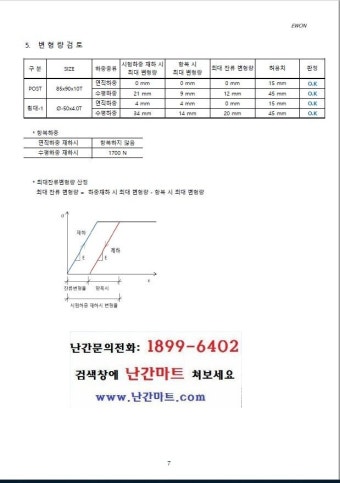 EWON
5. 변 형 량 검 토
구 분 SIZE 하중종류 시험하중 재하 시 최대 변형량 항복 시 최대 변형량 최대 잔류 변형량 허용치 판정
POST 85x90x10T 연직하중 0 mm 0 mm 0 mm 15 mm O.K
수평하중 21 mm 9 mm 12 mm 45 mm O.K
횡대-1 Ø-50x4.0T 연직하중 4 mm 4 mm 0 mm 15 mm O.K
수평하중 34 mm 14 mm 20 mm 45 mm O.K
* 항복하중
연직하중 재하시 항복하지 않음
수평하중 재하시 1700 N
* 최대잔류변형량 산정
최대 잔류 변형량 = 하중재하 시 최대 변형량 - 항복 시 최대 변형량
σ
재하
제하
E
E
ε
잔류변형률 항복시
시험하중 재하시 변형률
난간문의전화: 1899-6402
검색창에 난간마트 쳐보세요
www.난간마트.com
7